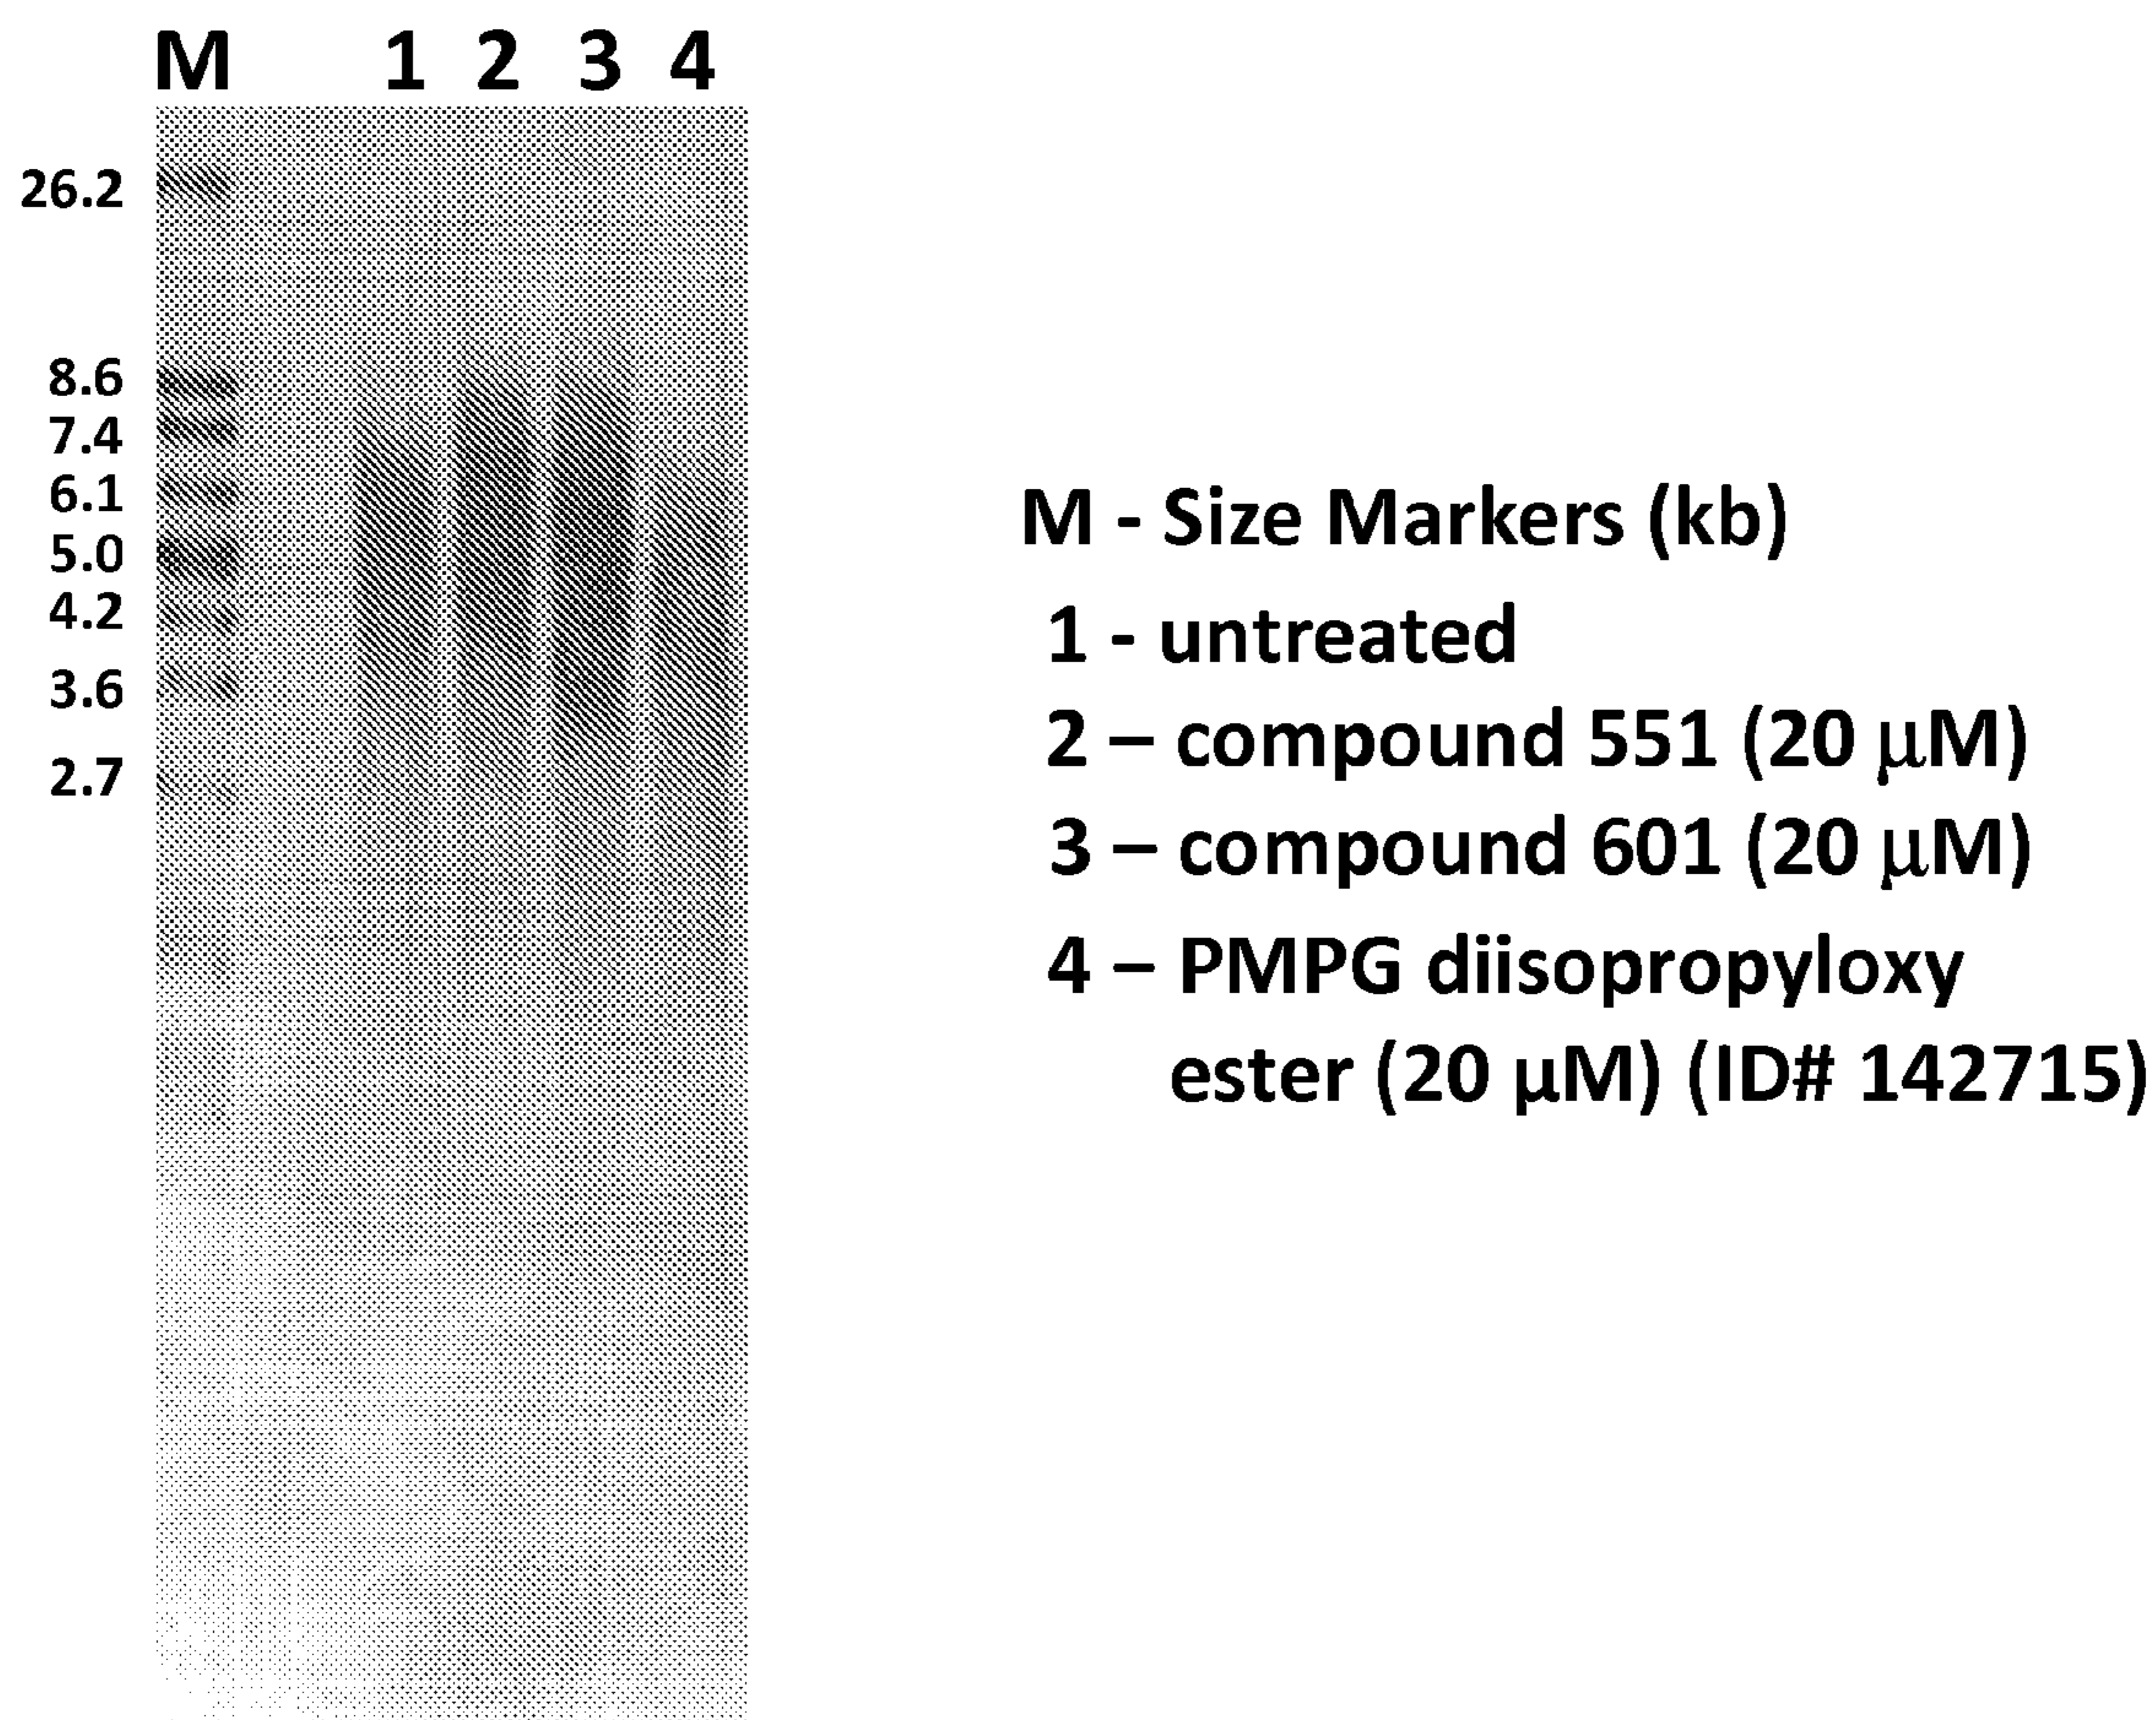 M 1 2 3 4
26.2
8.6
7.4
6.1
5.0
4.2
3.6
2.7
M - Size Markers (kb)
1 - untreated
2 – compound 551 (20 μM)
3 – compound 601 (20 μM)
4 – PMPG diisopropyloxy
ester (20 μM) (ID# 142715)